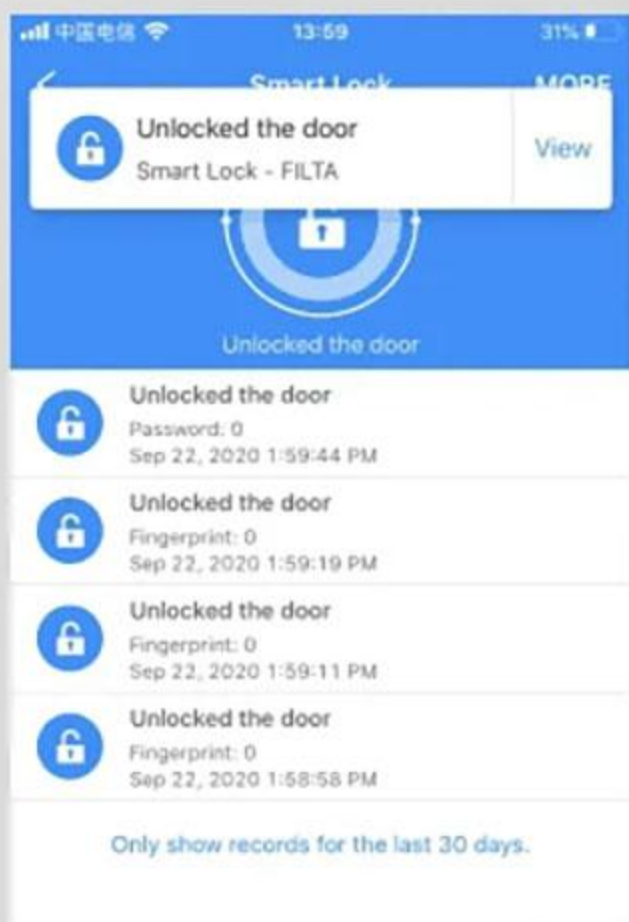 中国电信
13:59
31%
Smart Lock
MORE
Unlocked the door
Smart Lock - FILTA
View
Unlocked the door
Unlocked the door
Password: 0
Sep 22, 2020 1:59:44 PM
Unlocked the door
Fingerprint: 0
Sep 22, 2020 1:59:19 PM
Unlocked the door
Fingerprint: 0
Sep 22, 2020 1:59:11 PM
Unlocked the door
Fingerprint: 0
Sep 22, 2020 1:58:58 PM
Only show records for the last 30 days.